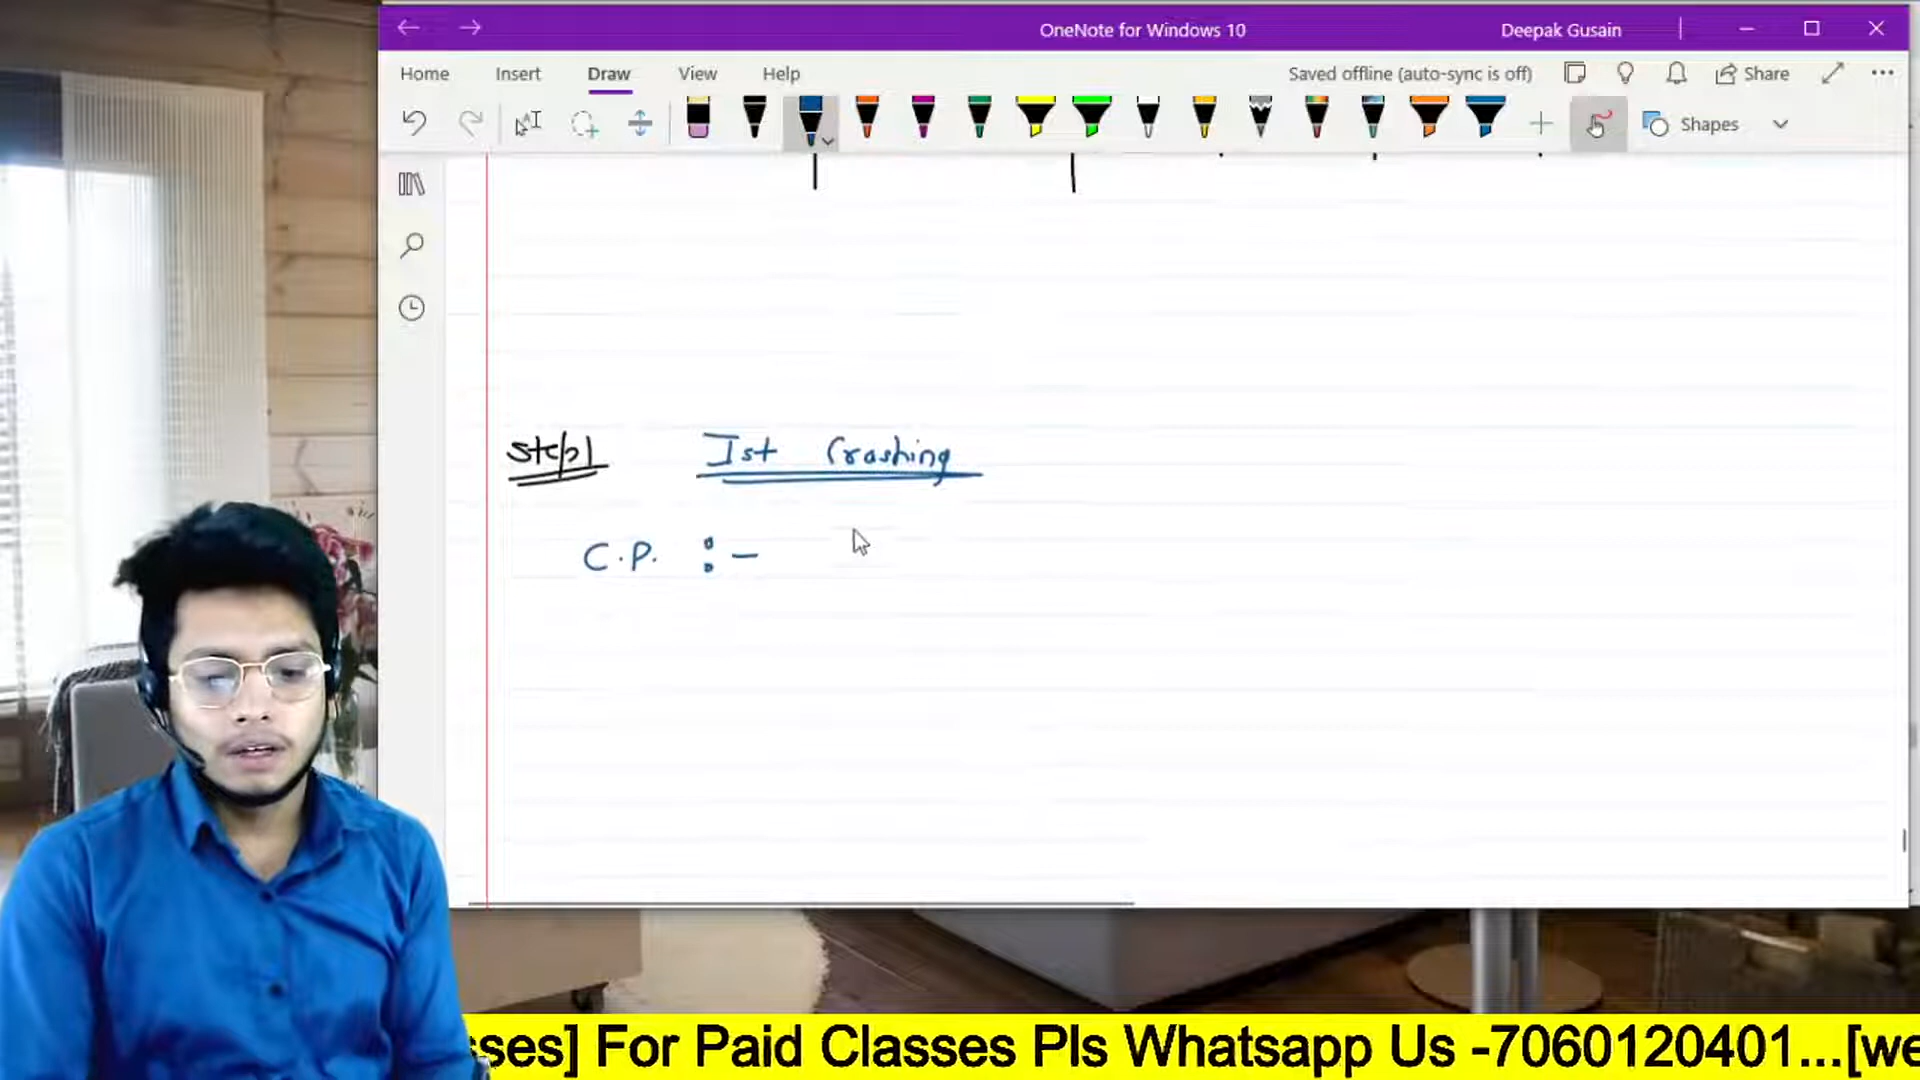 OneNote for Windows 10
Deepak Gusain
Home Insert Draw View Help
Saved offline (auto-sync is off)
Share
Shapes
Step1 Ist Crashing
C.P. :-
sses] For Paid Classes Pls Whatsapp Us -7060120401...[we